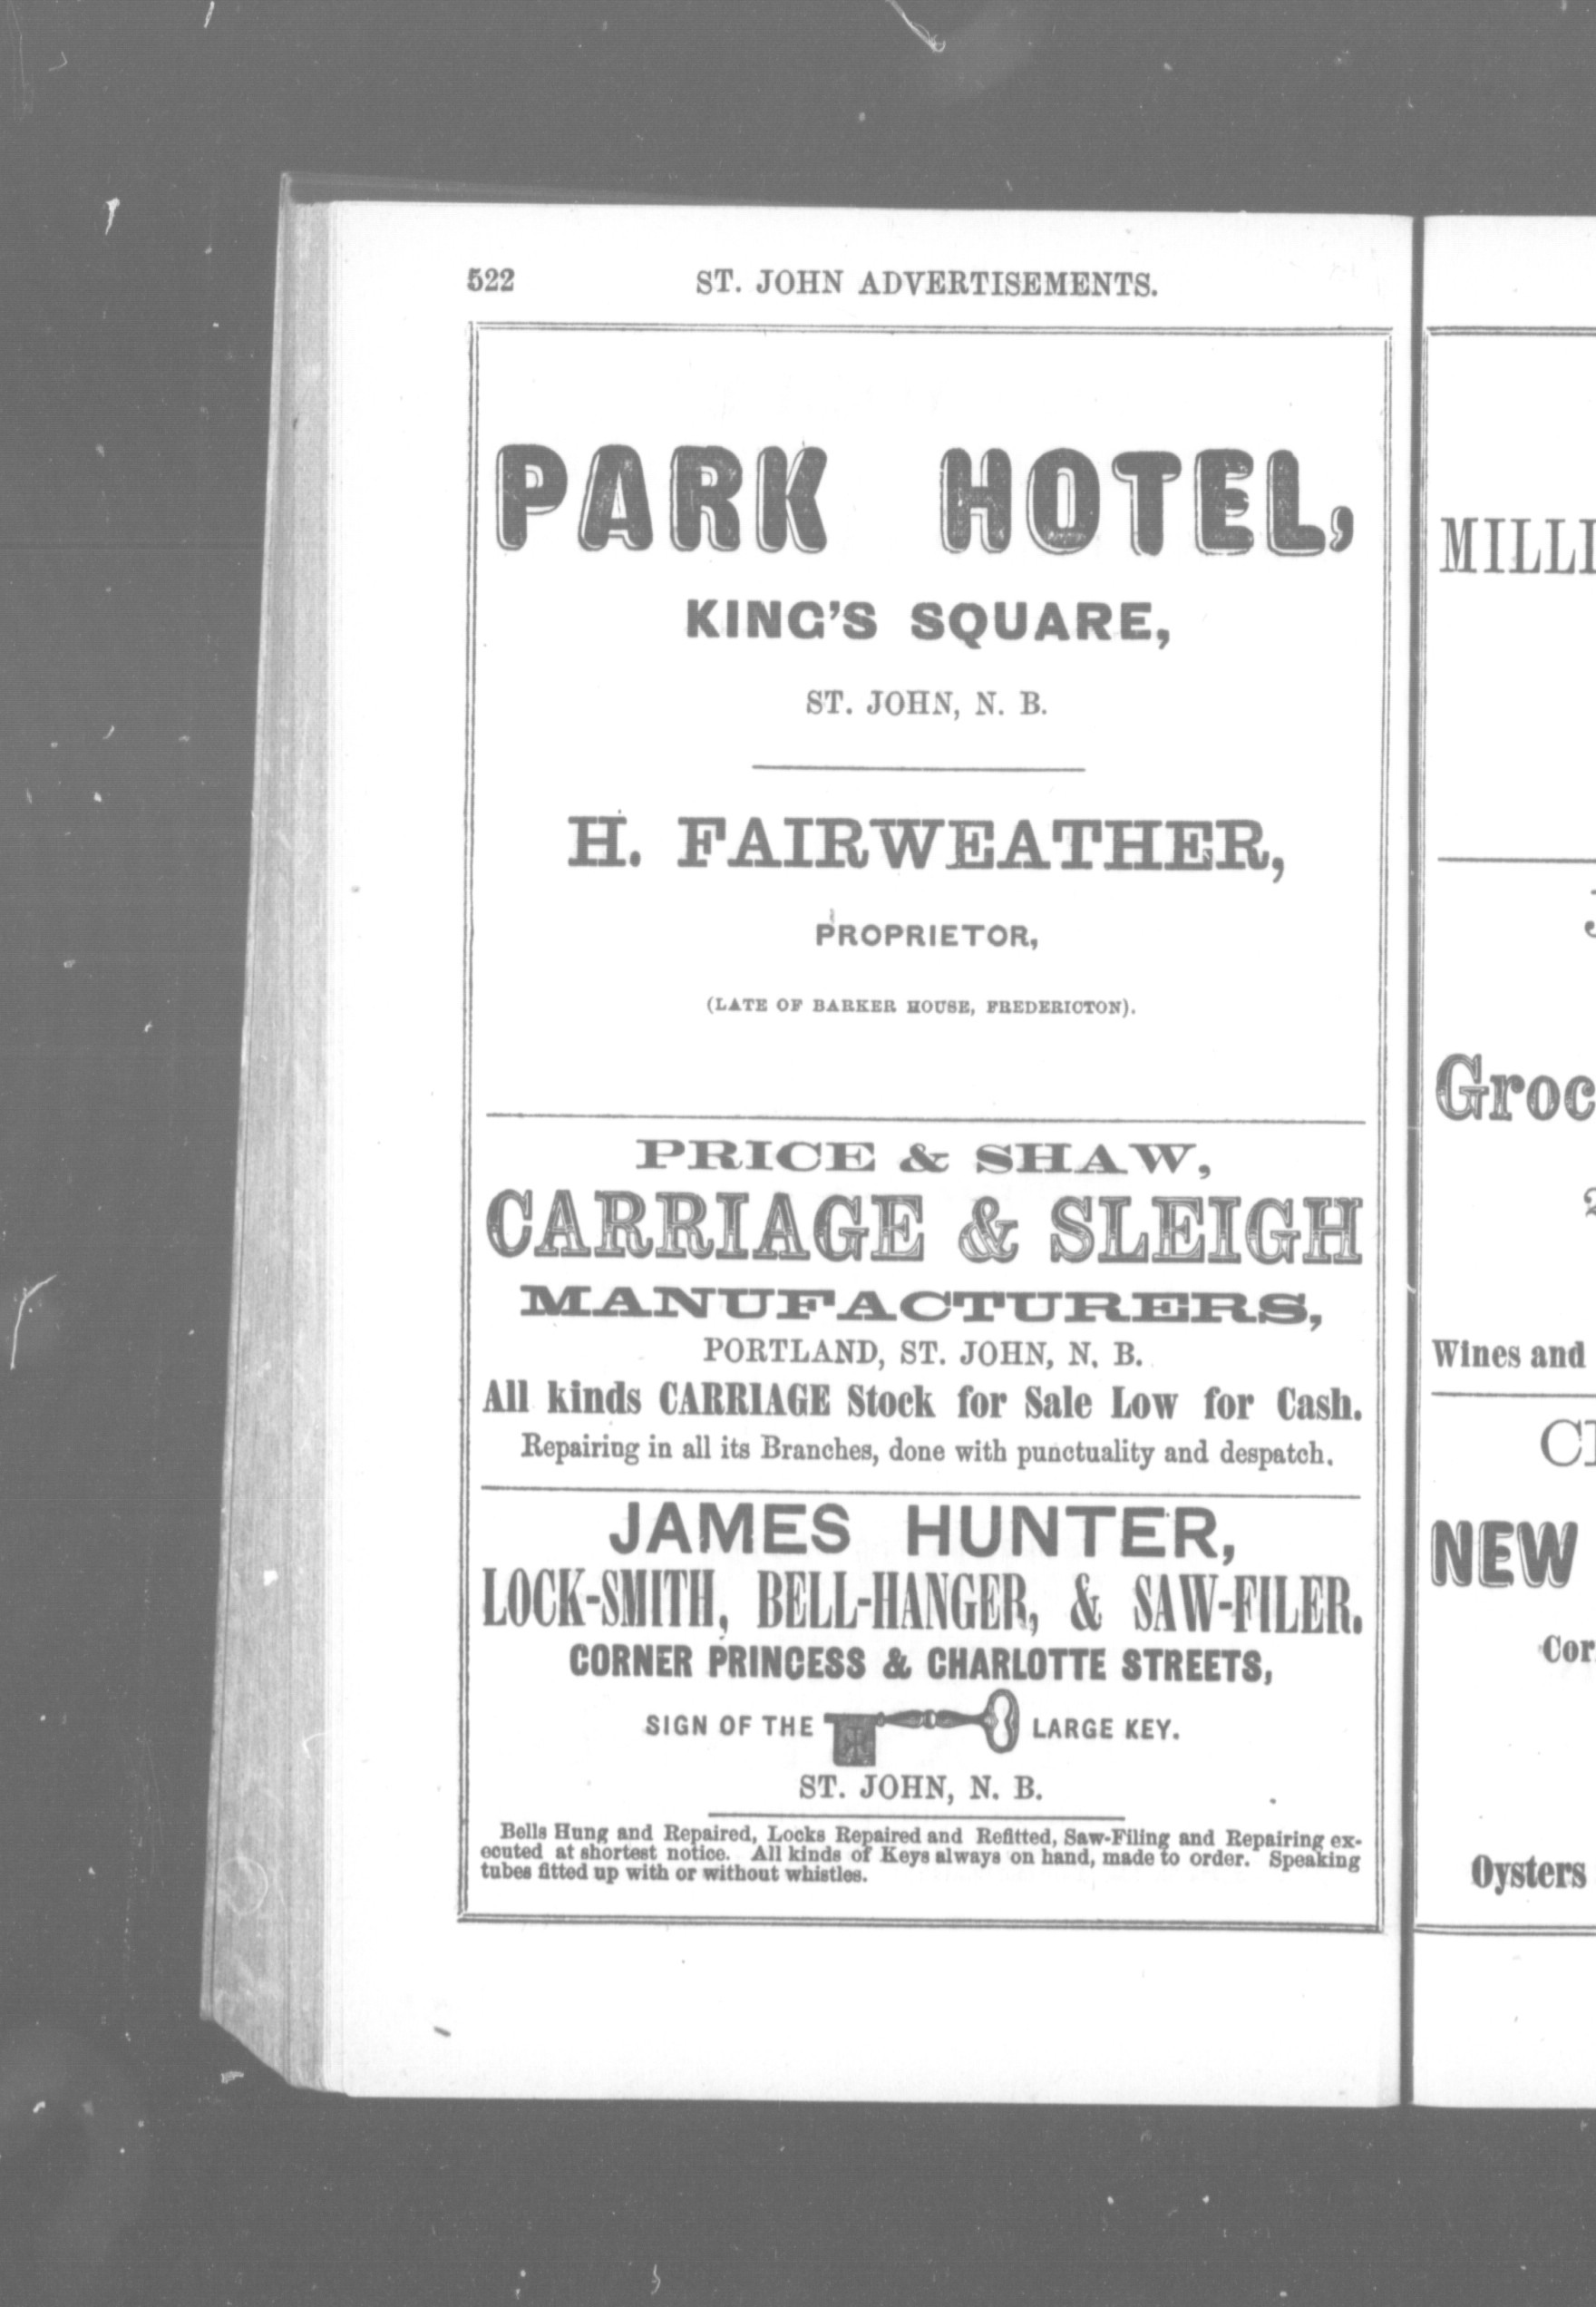 522 ST. JOHN ADVERTISEMENTS.
PARK HOTEL,
KING'S SQUARE,
ST. JOHN, N. B.
H. FAIRWEATHER,
PROPRIETOR,
(LATE OF BARKER HOUSE, FREDERICTON).
PRICE & SHAW,
CARRIAGE & SLEIGH
MANUFACTURERS,
PORTLAND, ST. JOHN, N. B.
All kinds CARRIAGE Stock for Sale Low for Cash.
Repairing in all its Branches, done with punctuality and despatch.
JAMES HUNTER,
LOCK-SMITH, BELL-HANGER, & SAW-FILER.
CORNER PRINCESS & CHARLOTTE STREETS,
SIGN OF THE LARGE KEY.
ST. JOHN, N. B.
Bells Hung and Repaired, Locks Repaired and Refitted, Saw-Filing and Repairing ex-
ecuted at shortest notice. All kinds of Keys always on hand, made to order. Speaking
tubes fitted up with or without whistles.
MILLI
Groc
Wines and
NEW
Cor
Oysters